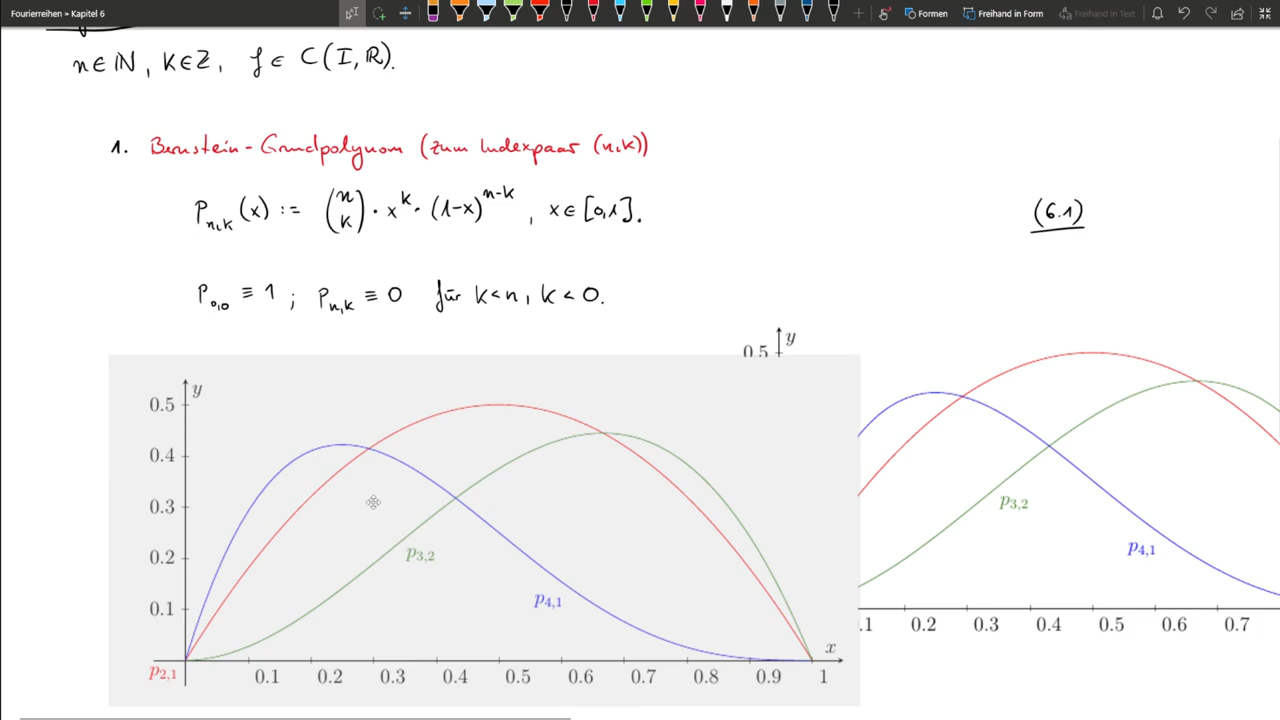 Fourierreihen » Kapitel 6
Formen
Freihand in Form
Freihand in Text
n ∈ ℕ, k ∈ ℤ, f ∈ C(I, ℝ).
1. Bernstein-Grundpolynom (zum Indexpaar (n,k))
P_{n,k}(x) := \binom{n}{k} · x^k · (1-x)^{n-k}, x ∈ [0,1].
(6.1)
P_{0,0} ≡ 1 ; P_{n,k} ≡ 0 für k < n, k < 0.
0.5 y
y
0.5
0.4
0.3
0.2
0.1
p_{3,2}
p_{4,1}
p_{2,1}
x
0.1 0.2 0.3 0.4 0.5 0.6 0.7 0.8 0.9 1
p_{3,2}
p_{4,1}
.1 0.2 0.3 0.4 0.5 0.6 0.7